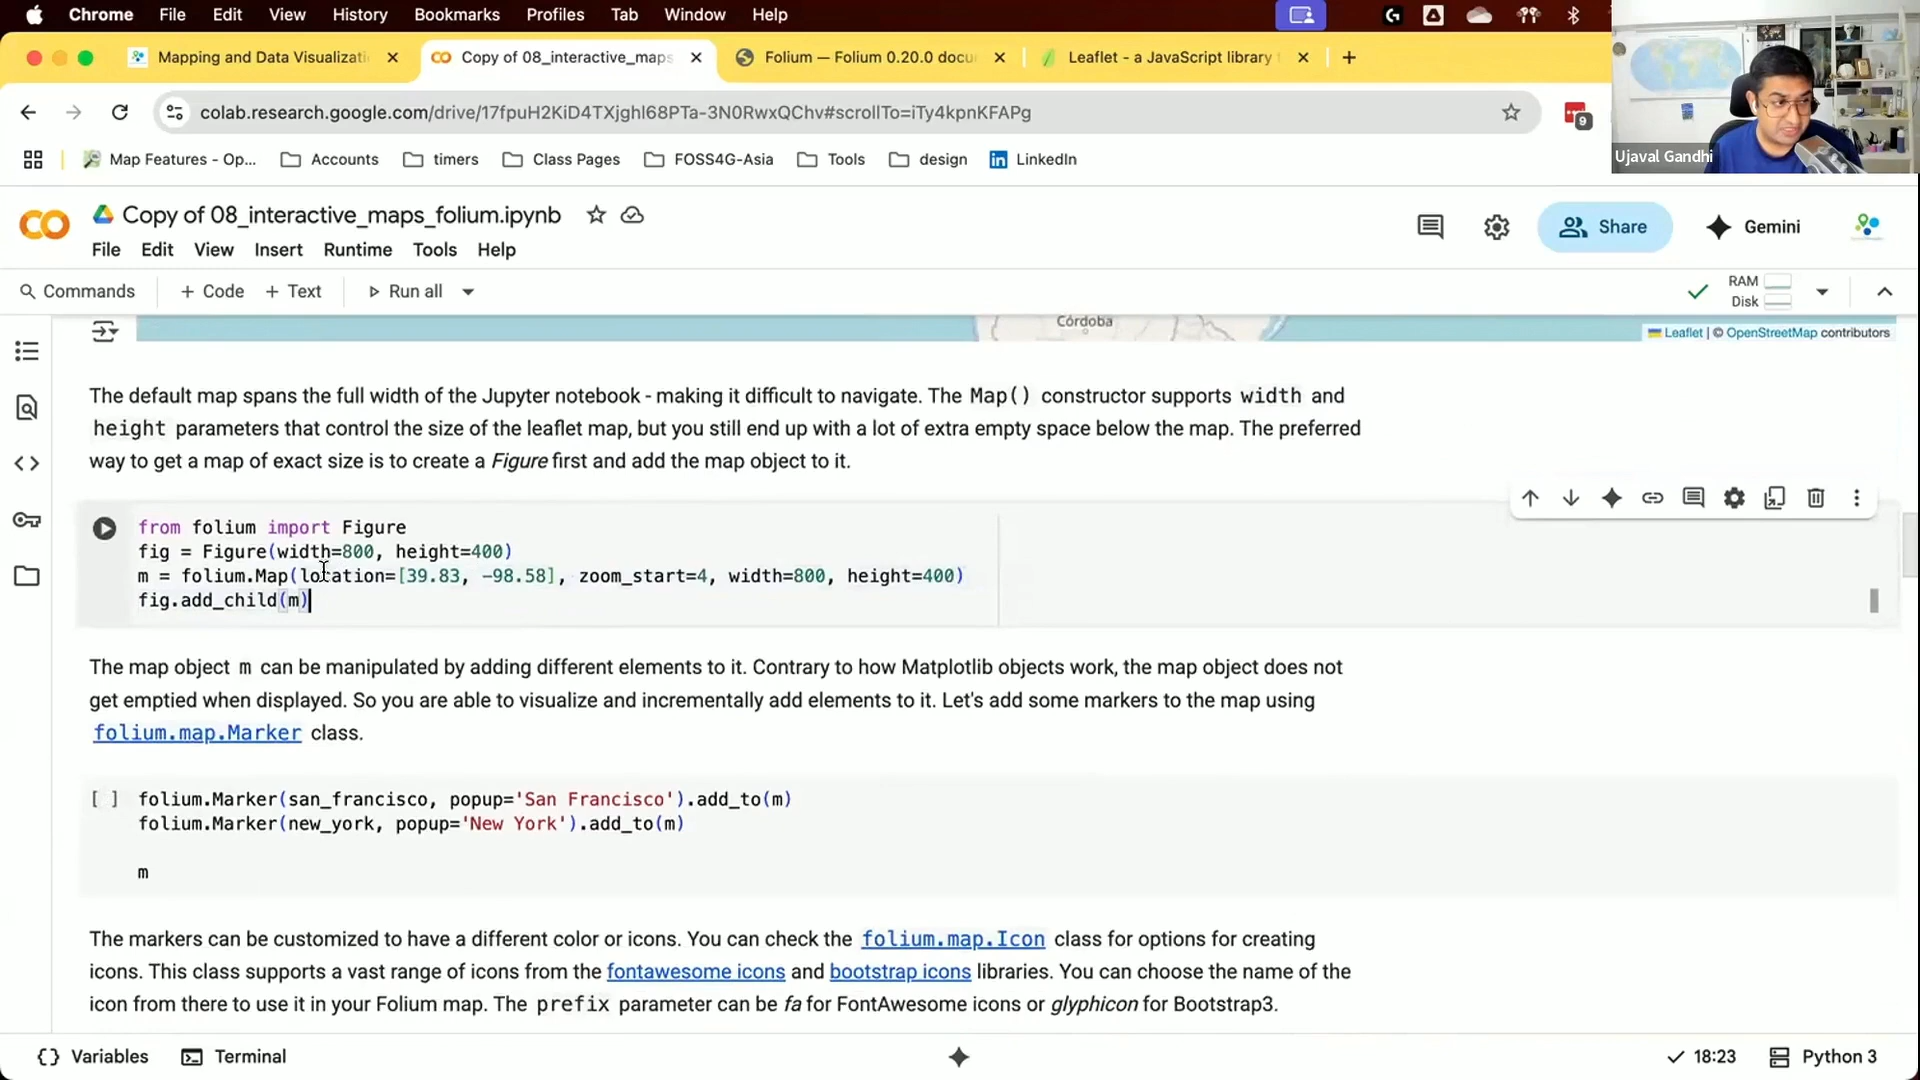 Chrome File Edit View History Bookmarks Profiles Tab Window Help
Mapping and Data Visualizati
Copy of 08_interactive_maps_
Folium — Folium 0.20.0 docu
Leaflet - a JavaScript library f
colab.research.google.com/drive/17fpuH2KiD4TXjghl68PTa-3N0RwxQChv#scrollTo=iTy4kpnKFAPg
9
Ujaval Gandhi
Map Features - Op... Accounts timers Class Pages FOSS4G-Asia Tools design LinkedIn
Copy of 08_interactive_maps_folium.ipynb
File Edit View Insert Runtime Tools Help
Share
Gemini
Commands + Code + Text Run all
RAM
Disk
Córdoba
Leaflet | © OpenStreetMap contributors
The default map spans the full width of the Jupyter notebook - making it difficult to navigate. The Map() constructor supports width and
height parameters that control the size of the leaflet map, but you still end up with a lot of extra empty space below the map. The preferred
way to get a map of exact size is to create a Figure first and add the map object to it.
from folium import Figure
fig = Figure(width=800, height=400)
m = folium.Map(location=[39.83, -98.58], zoom_start=4, width=800, height=400)
fig.add_child(m)
The map object m can be manipulated by adding different elements to it. Contrary to how Matplotlib objects work, the map object does not
get emptied when displayed. So you are able to visualize and incrementally add elements to it. Let's add some markers to the map using
folium.map.Marker class.
[ ] folium.Marker(san_francisco, popup='San Francisco').add_to(m)
folium.Marker(new_york, popup='New York').add_to(m)
m
The markers can be customized to have a different color or icons. You can check the folium.map.Icon class for options for creating
icons. This class supports a vast range of icons from the fontawesome icons and bootstrap icons libraries. You can choose the name of the
icon from there to use it in your Folium map. The prefix parameter can be fa for FontAwesome icons or glyphicon for Bootstrap3.
{} Variables Terminal
18:23 Python 3